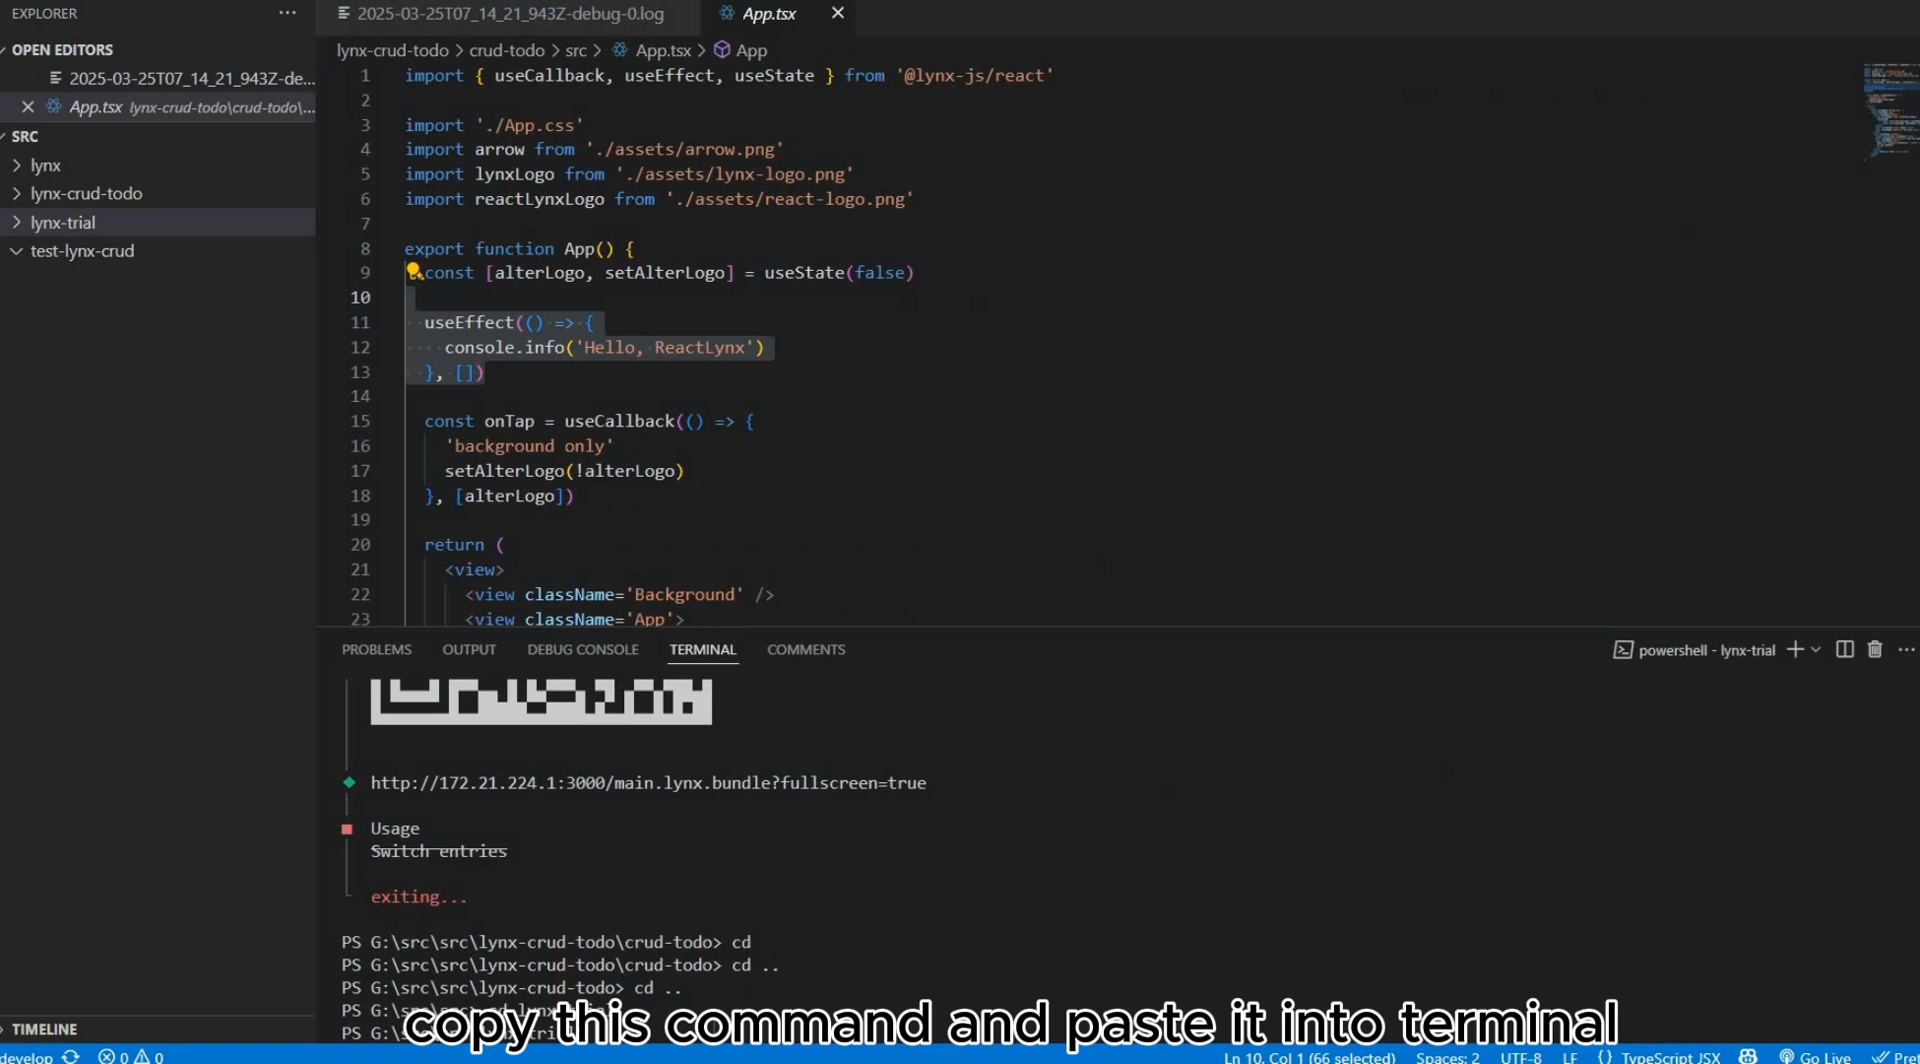 EXPLORER ...
2025-03-25T07_14_21_943Z-debug-0.log App.tsx
OPEN EDITORS
2025-03-25T07_14_21_943Z-de...
App.tsx lynx-crud-todo\crud-todo\...
SRC
lynx
lynx-crud-todo
lynx-trial
test-lynx-crud
TIMELINE
lynx-crud-todo > crud-todo > src > App.tsx > App
1 import { useCallback, useEffect, useState } from '@lynx-js/react'
2
3 import './App.css'
4 import arrow from './assets/arrow.png'
5 import lynxLogo from './assets/lynx-logo.png'
6 import reactLynxLogo from './assets/react-logo.png'
7
8 export function App() {
9 const [alterLogo, setAlterLogo] = useState(false)
10
11 useEffect(() => {
12 console.info('Hello, ReactLynx')
13 }, [])
14
15 const onTap = useCallback(() => {
16 'background only'
17 setAlterLogo(!alterLogo)
18 }, [alterLogo])
19
20 return (
21 <view>
22 <view className='Background' />
23 <view className='App'>
PROBLEMS OUTPUT DEBUG CONSOLE TERMINAL COMMENTS
powershell - lynx-trial
http://172.21.224.1:3000/main.lynx.bundle?fullscreen=true
Usage
Switch entries
exiting...
PS G:\src\src\lynx-crud-todo\crud-todo> cd
PS G:\src\src\lynx-crud-todo\crud-todo> cd ..
PS G:\src\src\lynx-crud-todo> cd ..
copy this command and paste it into terminal
develop 0 0
Ln 10, Col 1 (66 selected) Spaces: 2 UTF-8 LF {} TypeScript JSX Go Live